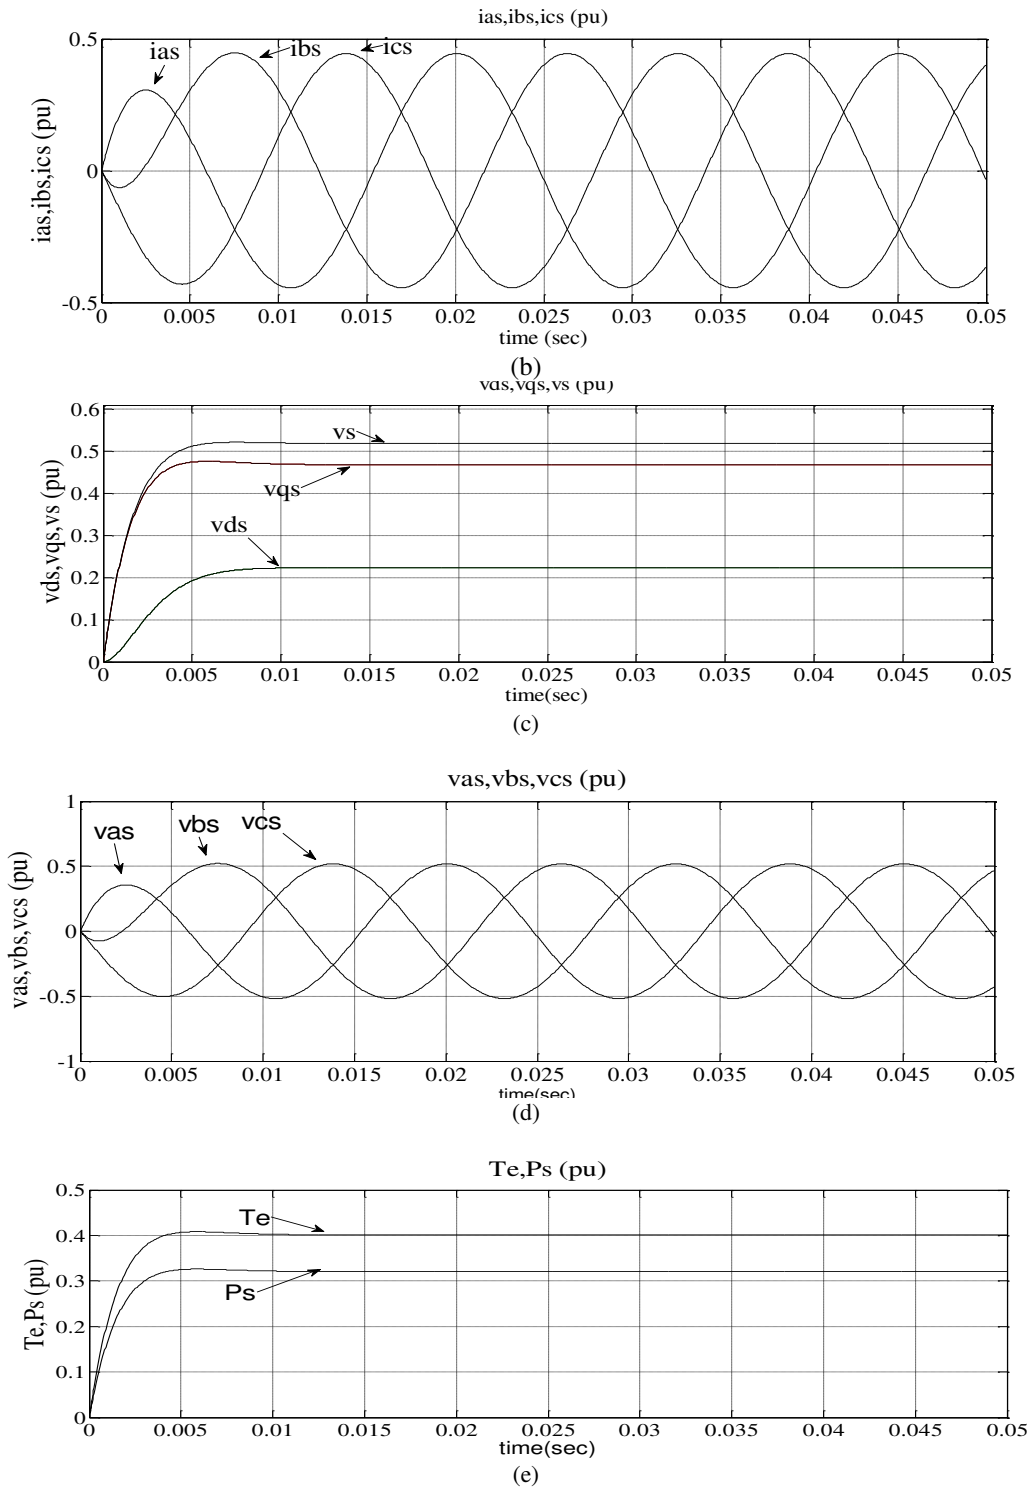 ias,ibs,ics (pu)
0.5
ias
ibs
ics
ias,ibs,ics (pu)
0
-0.5
0 0.005 0.01 0.015 0.02 0.025 0.03 0.035 0.04 0.045 0.05
time (sec)
(b)
vds,vqs,vs (pu)
0.6
vs
0.5
vqs
0.4
vds,vqs,vs (pu)
vds
0.3
0.2
0.1
0
0 0.005 0.01 0.015 0.02 0.025 0.03 0.035 0.04 0.045 0.05
time(sec)
(c)
vas,vbs,vcs (pu)
1
vas
vbs
vcs
0.5
vas,vbs,vcs (pu)
0
-0.5
-1
0 0.005 0.01 0.015 0.02 0.025 0.03 0.035 0.04 0.045 0.05
time(sec)
(d)
Te,Ps (pu)
0.5
Te
0.4
0.3
Ps
Te,Ps (pu)
0.2
0.1
0
0 0.005 0.01 0.015 0.02 0.025 0.03 0.035 0.04 0.045 0.05
time(sec)
(e)